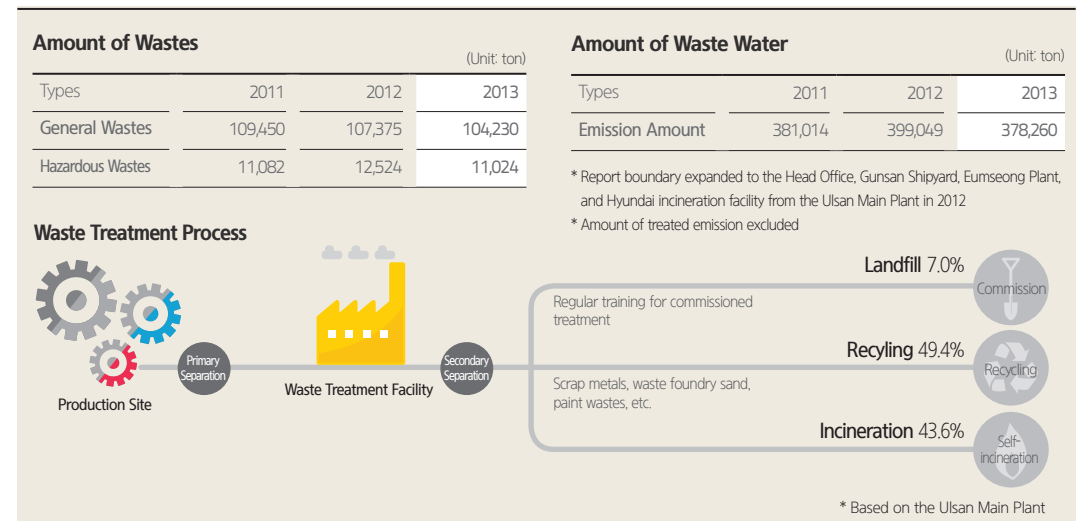 Amount of Wastes
(Unit: ton)
Types 2011 2012 2013
General Wastes 109,450 107,375 104,230
Hazardous Wastes 11,082 12,524 11,024
Amount of Waste Water
(Unit: ton)
Types 2011 2012 2013
Emission Amount 381,014 399,049 378,260
* Report boundary expanded to the Head Office, Gunsan Shipyard, Eumseong Plant,
and Hyundai incineration facility from the Ulsan Main Plant in 2012
* Amount of treated emission excluded
Waste Treatment Process
Production Site
Primary
Separation
Waste Treatment Facility
Secondary
Separation
Landfill 7.0%
Regular training for commissioned
treatment
Commission
Recyling 49.4%
Scrap metals, waste foundry sand,
paint wastes, etc.
Recycling
Incineration 43.6%
Self-
incineration
* Based on the Ulsan Main Plant